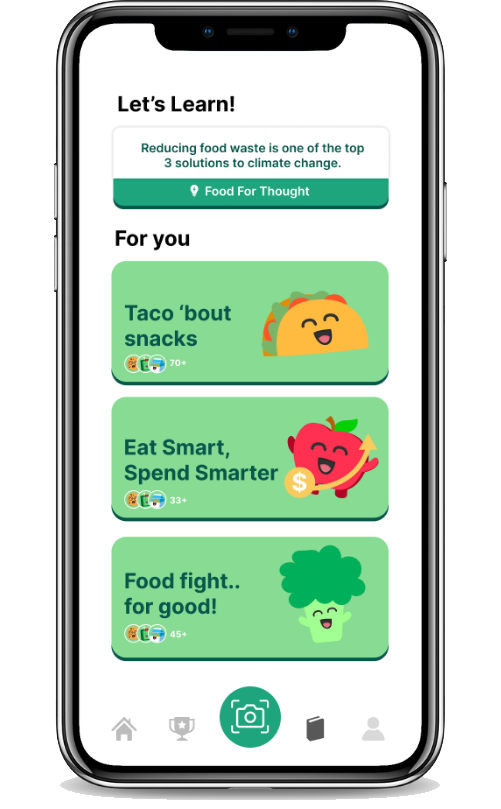 Let's Learn!
Reducing food waste is one of the top
3 solutions to climate change.
Food For Thought
For you
Taco ‘bout
snacks
70+
Eat Smart,
Spend Smarter
$
33+
Food fight..
for good!
45+